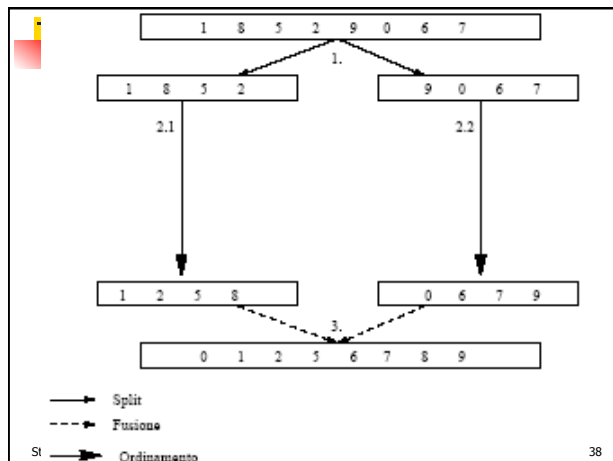 1 8 5 2 9 0 6 7
1.
1 8 5 2
9 0 6 7
2.1
2.2
1 2 5 8
0 6 7 9
3.
0 1 2 5 6 7 8 9
Split
Fusione
St
Ordinamento
38